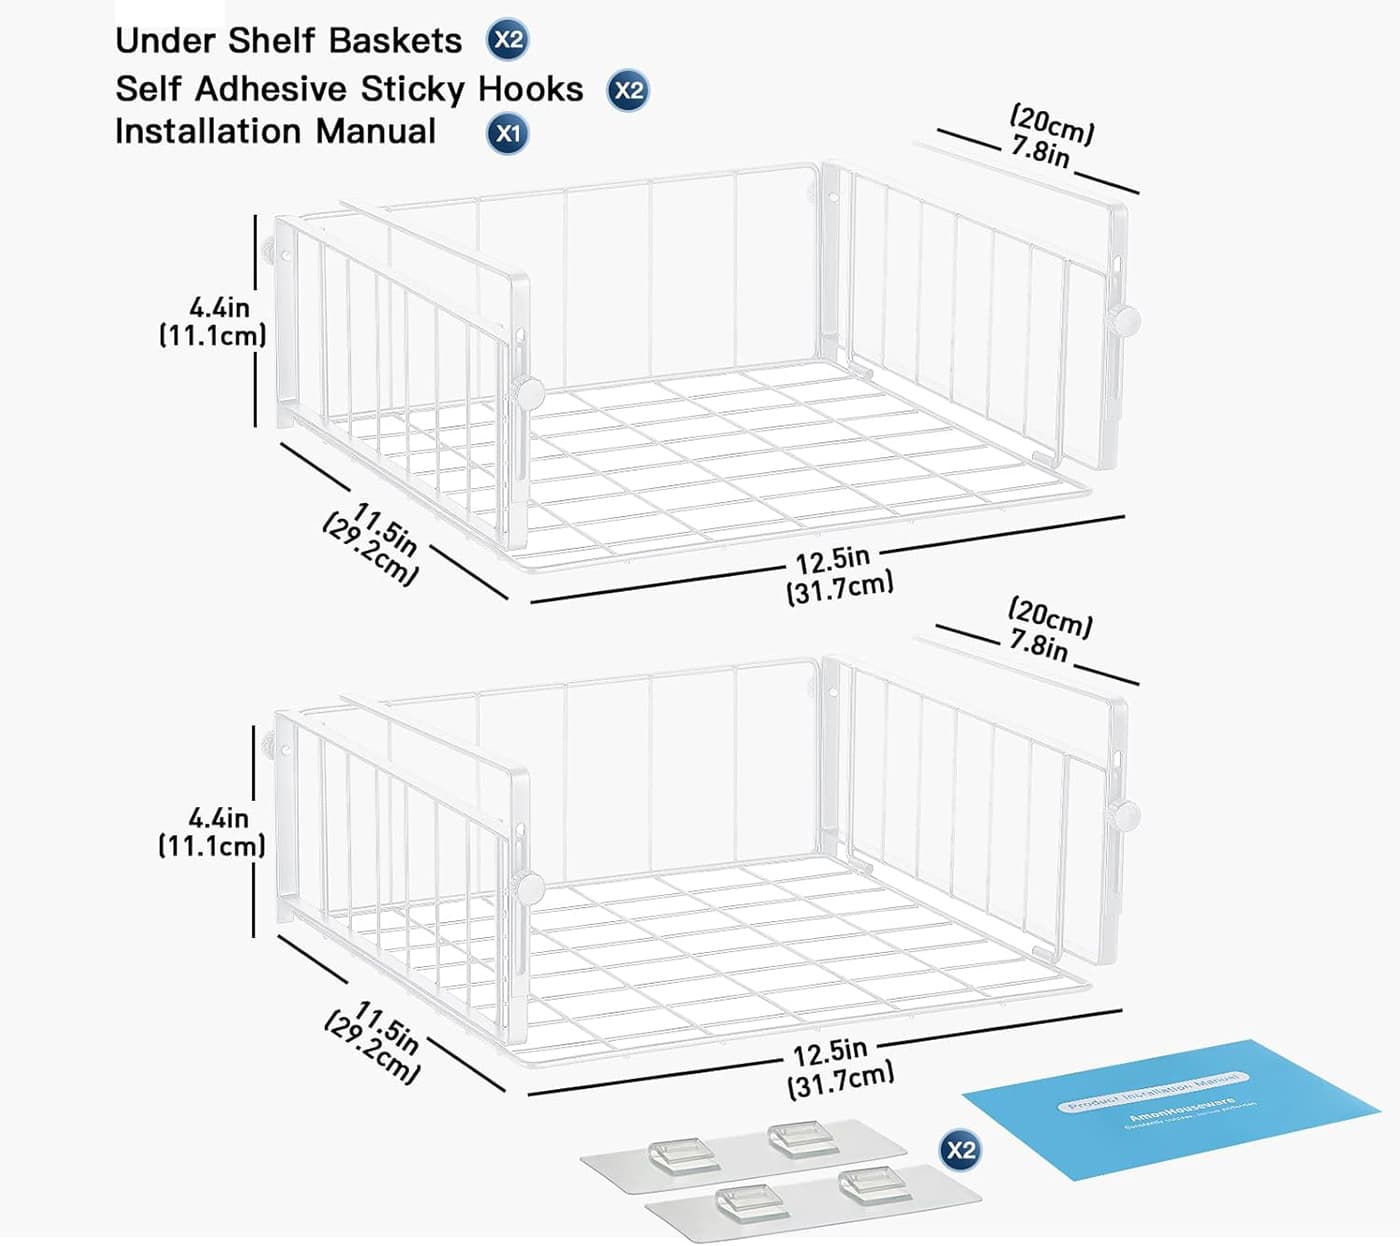 Under Shelf Baskets X2
Self Adhesive Sticky Hooks X2
Installation Manual X1
(20cm)
7.8in
4.4in
(11.1cm)
11.5in
(29.2cm)
12.5in
(31.7cm)
(20cm)
7.8in
4.4in
(11.1cm)
11.5in
(29.2cm)
12.5in
(31.7cm)
X2
Product Installation Manual
AmonHouseware